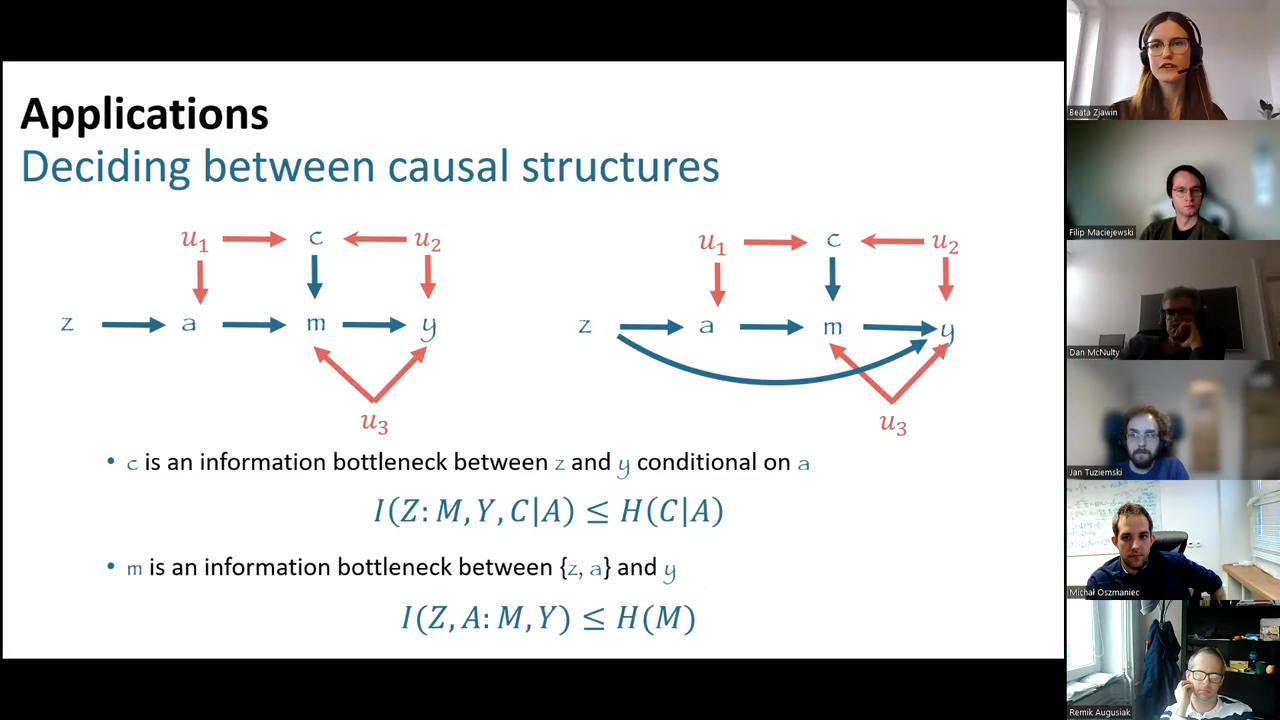 Applications
Deciding between causal structures
u₁ c u₂
z a m y
u₃
u₁ c u₂
z a m y
u₃
• c is an information bottleneck between z and y conditional on a
I(Z: M, Y, C|A) ≤ H(C|A)
• m is an information bottleneck between {z, a} and y
I(Z, A: M, Y) ≤ H(M)
Beata Zjawin
Filip Maciejewski
Dan McNulty
Jan Tuziemski
Michał Oszmaniec
Remik Augusiak